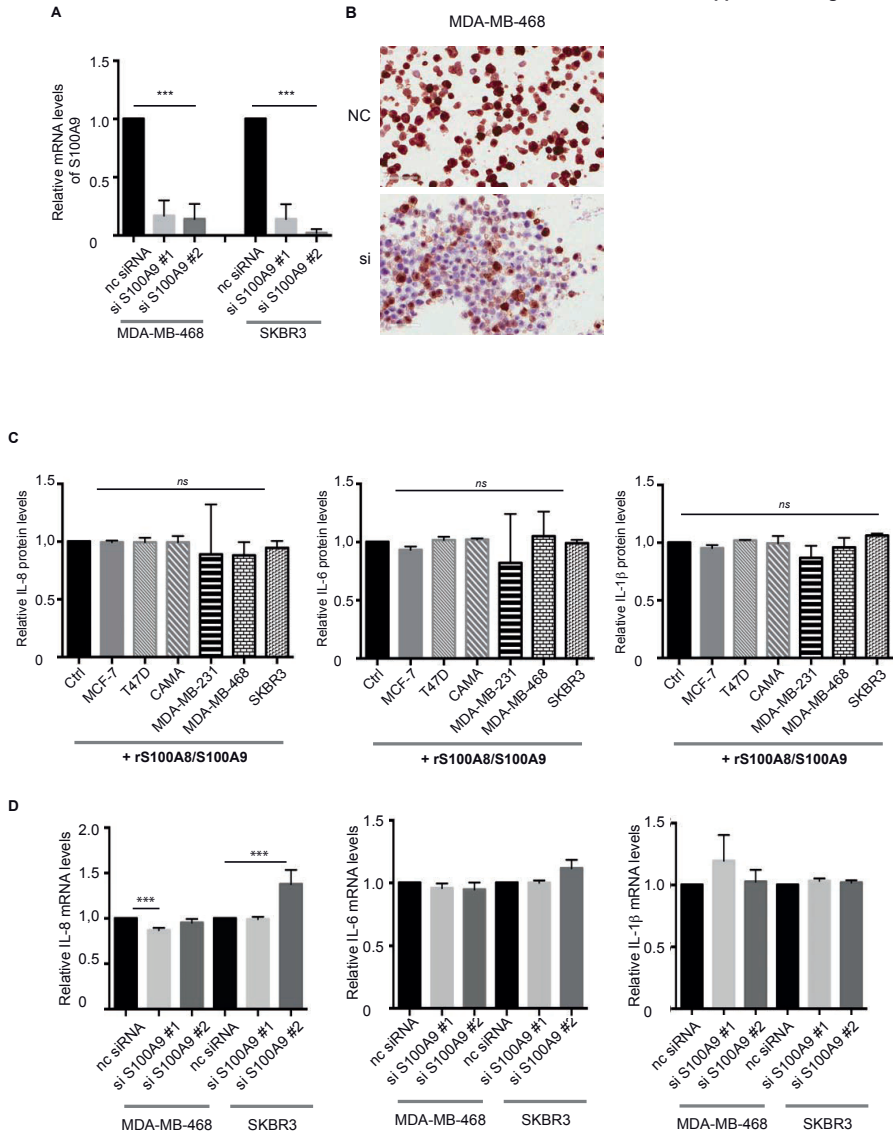 A
Relative mRNA levels
of S100A9
1.5
1.0
0.5
0
***
***
nc siRNA
si S100A9 #1
si S100A9 #2
nc siRNA
si S100A9 #1
si S100A9 #2
MDA-MB-468
SKBR3
B
MDA-MB-468
NC
si
C
Relative IL-8 protein levels
1.5
1.0
0.5
0
ns
Ctrl
MCF-7
T47D
CAMA
MDA-MB-231
MDA-MB-468
SKBR3
+ rS100A8/S100A9
Relative IL-6 protein levels
1.5
1.0
0.5
0
ns
Ctrl
MCF-7
T47D
CAMA
MDA-MB-231
MDA-MB-468
SKBR3
+ rS100A8/S100A9
Relative IL-1β protein levels
1.5
1.0
0.5
0
ns
Ctrl
MCF-7
T47D
CAMA
MDA-MB-231
MDA-MB-468
SKBR3
+ rS100A8/S100A9
D
Relative IL-8 mRNA levels
2.0
1.5
1.0
0.5
0
***
***
nc siRNA
si S100A9 #1
si S100A9 #2
nc siRNA
si S100A9 #1
si S100A9 #2
MDA-MB-468
SKBR3
Relative IL-6 mRNA levels
1.5
1.0
0.5
0
nc siRNA
si S100A9 #1
si S100A9 #2
nc siRNA
si S100A9 #1
si S100A9 #2
MDA-MB-468
SKBR3
Relative IL-1β mRNA levels
1.5
1.0
0.5
0
nc siRNA
si S100A9 #1
si S100A9 #2
nc siRNA
si S100A9 #1
si S100A9 #2
MDA-MB-468
SKBR3